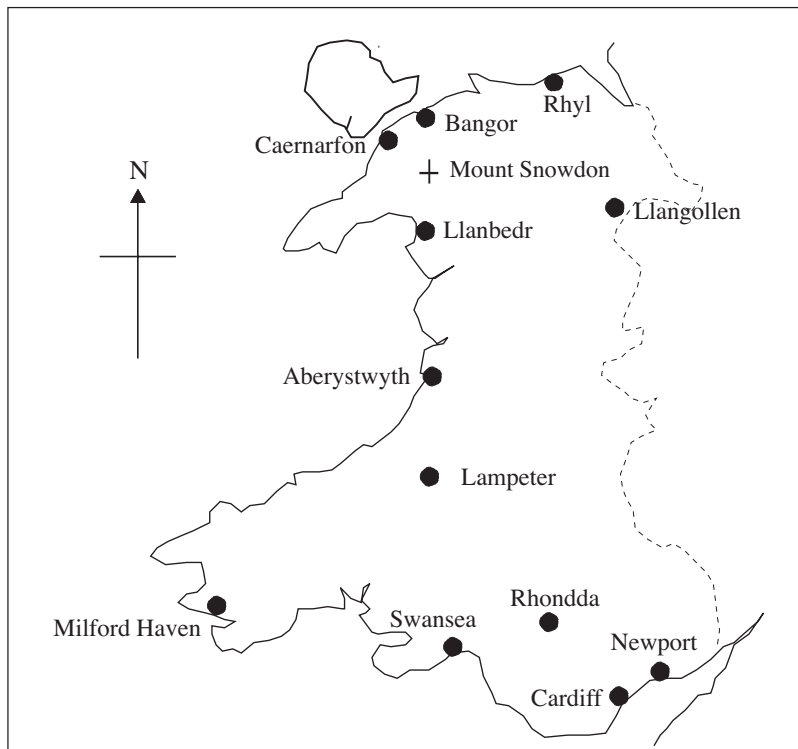 Rhyl
Bangor
Caernarfon
Mount Snowdon
N
Llangollen
Llanbedr
Aberystwyth
Lampeter
Rhondda
Swansea
Milford Haven
Newport
Cardiff